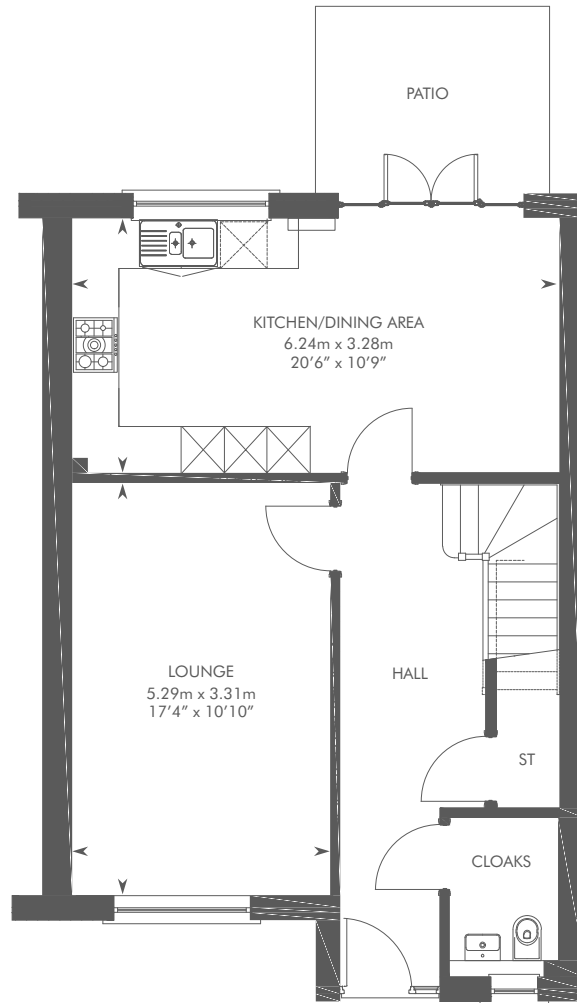 PATIO
KITCHEN/DINING AREA
6.24m x 3.28m
20’6” x 10’9”
LOUNGE
5.29m x 3.31m
17’4” x 10’10”
HALL
ST
CLOAKS